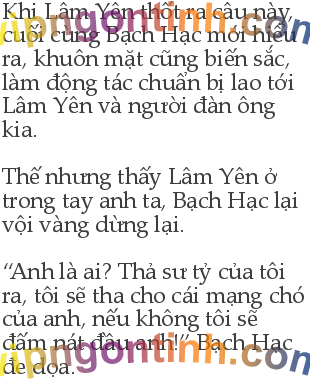 Khi Lâm Yên thốt ra câu này,
cuối cùng Bạch Hạc mới hiểu
ra, khuôn mặt cũng biến sắc,
làm động tác chuẩn bị lao tới
Lâm Yên và người đàn ông
kia.
Thế nhưng thấy Lâm Yên ở
trong tay anh ta, Bạch Hạc lại
vội vàng dừng lại.
“Anh là ai? Thả sư tỷ của tôi
ra, tôi sẽ tha cho cái mạng chó
của anh, nếu không tôi sẽ
đấm nát đầu anh!” Bạch Hạc
đe dọa.
vipngontinh.com
vipngontinh.com